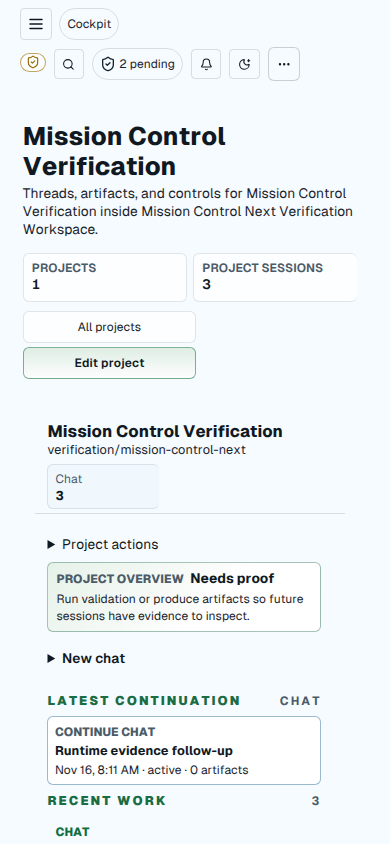 Cockpit
2 pending
Mission Control
Verification
Threads, artifacts, and controls for Mission Control
Verification inside Mission Control Next Verification
Workspace.
PROJECTS
1
PROJECT SESSIONS
3
All projects
Edit project
Mission Control Verification
verification/mission-control-next
Chat
3
Project actions
PROJECT OVERVIEW Needs proof
Run validation or produce artifacts so future
sessions have evidence to inspect.
New chat
LATEST CONTINUATION CHAT
CONTINUE CHAT
Runtime evidence follow-up
Nov 16, 8:11 AM · active · 0 artifacts
RECENT WORK 3
CHAT